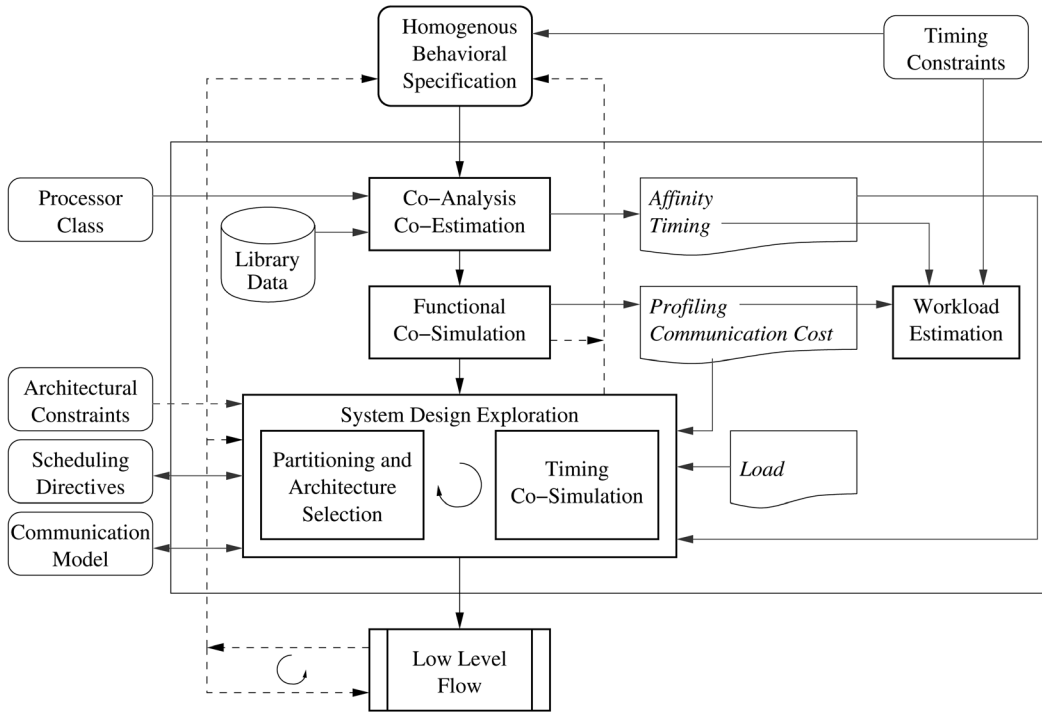 Homogenous
Behavioral
Specification
Timing
Constraints
Processor
Class
Co−Analysis
Co−Estimation
Affinity
Timing
Library
Data
Functional
Co−Simulation
Profiling
Communication Cost
Workload
Estimation
Architectural
Constraints
System Design Exploration
Scheduling
Directives
Partitioning and
Architecture
Selection
Timing
Co−Simulation
Load
Communication
Model
Low Level
Flow